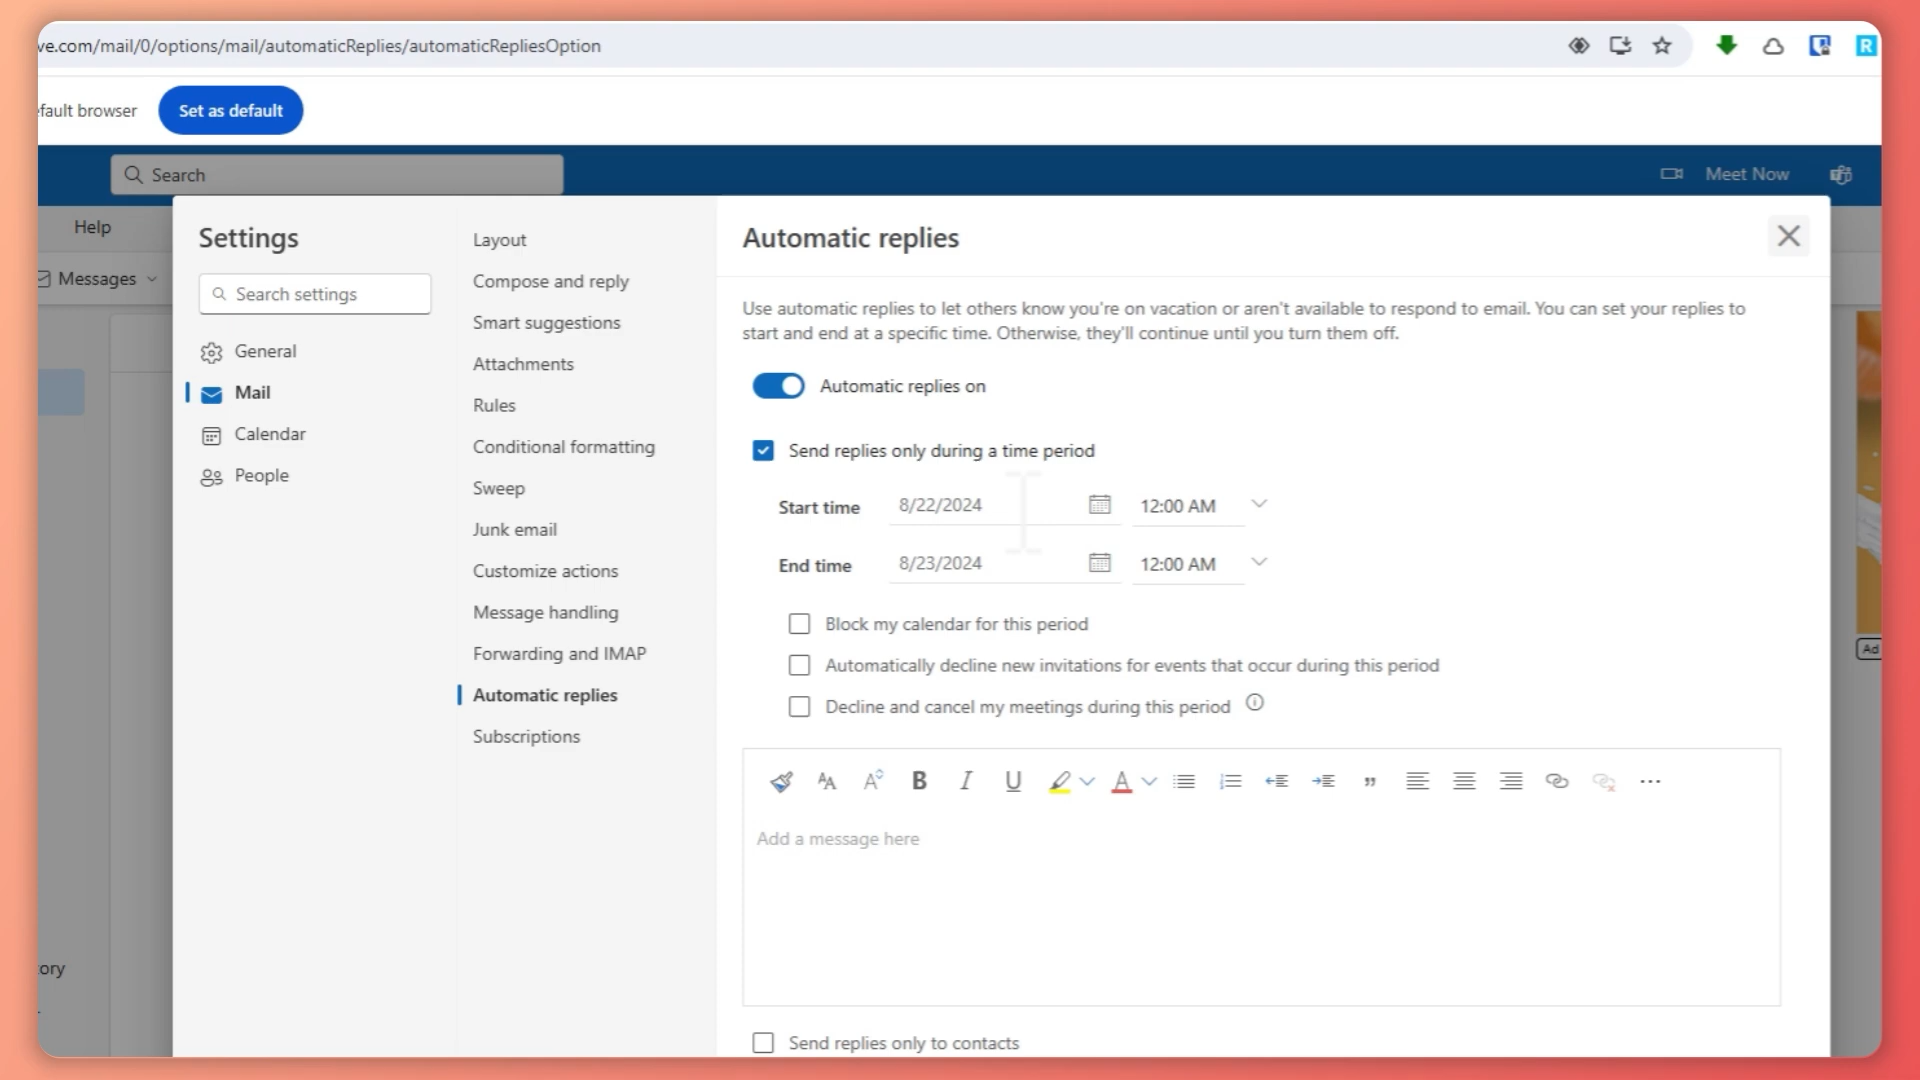 ve.com/mail/0/options/mail/automaticReplies/automaticRepliesOption
R
fault browser
Set as default
Search
Meet Now
Help
Messages
Settings
Search settings
General
Mail
Calendar
People
Layout
Compose and reply
Smart suggestions
Attachments
Rules
Conditional formatting
Sweep
Junk email
Customize actions
Message handling
Forwarding and IMAP
Automatic replies
Subscriptions
Automatic replies
Use automatic replies to let others know you're on vacation or aren't available to respond to email. You can set your replies to
start and end at a specific time. Otherwise, they'll continue until you turn them off.
Automatic replies on
Send replies only during a time period
Start time 8/22/2024 12:00 AM
End time 8/23/2024 12:00 AM
Block my calendar for this period
Automatically decline new invitations for events that occur during this period
Decline and cancel my meetings during this period
Add a message here
Send replies only to contacts
ory
Ad